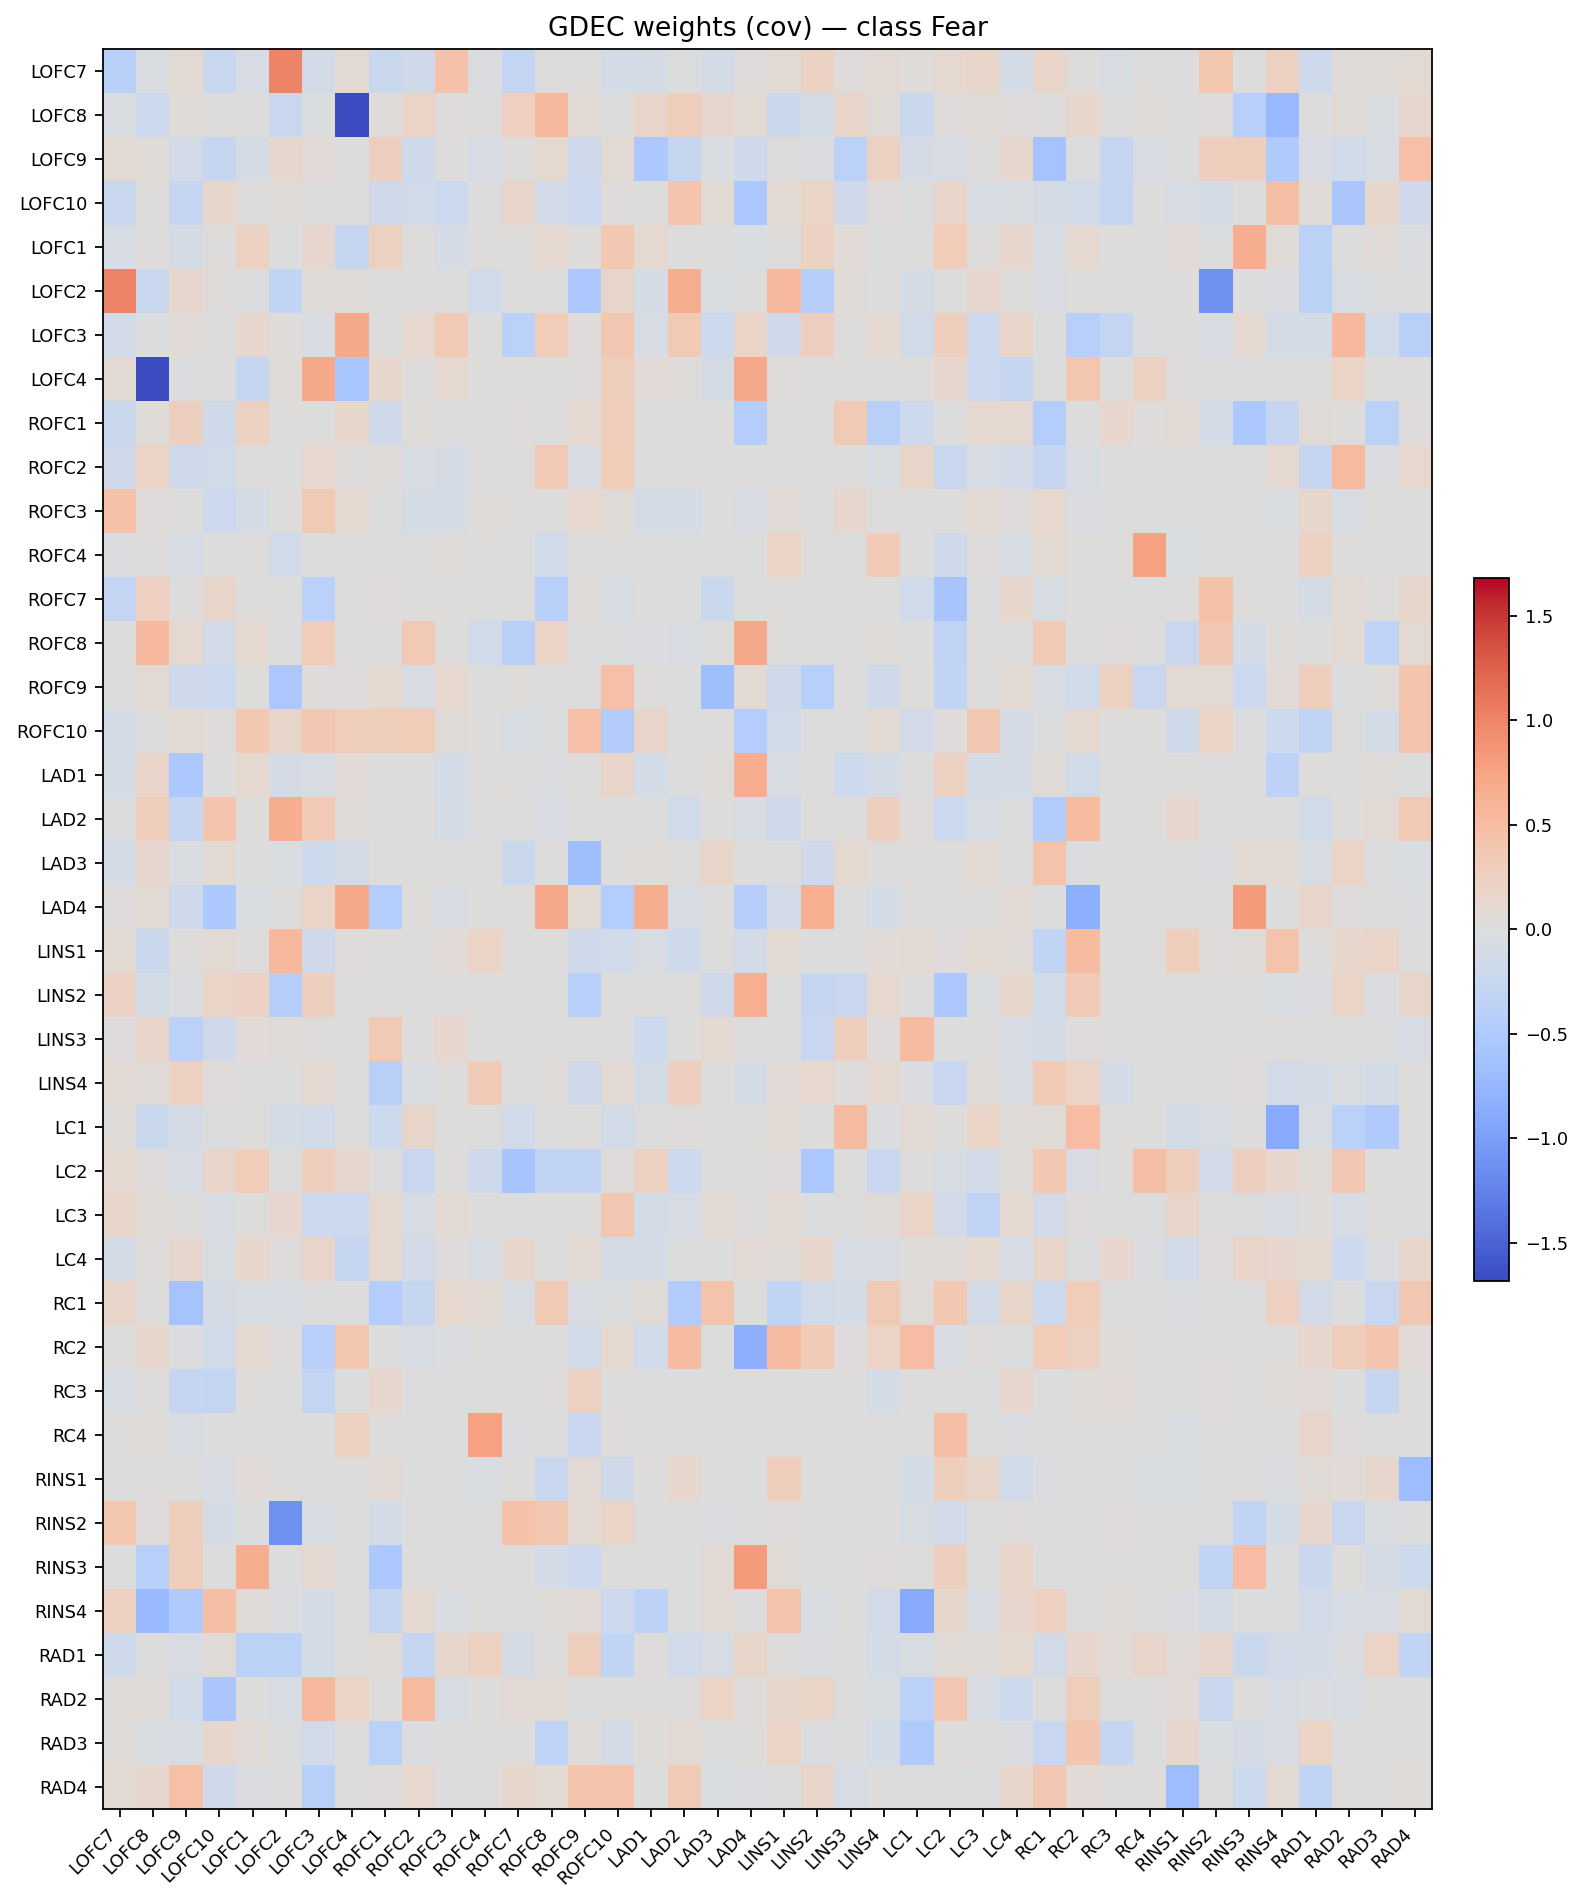 GDEC weights (cov) — class Fear
LOFC7
LOFC8
LOFC9
LOFC10
LOFC1
LOFC2
LOFC3
LOFC4
ROFC1
ROFC2
ROFC3
ROFC4
ROFC7
ROFC8
ROFC9
ROFC10
LAD1
LAD2
LAD3
LAD4
LINS1
LINS2
LINS3
LINS4
LC1
LC2
LC3
LC4
RC1
RC2
RC3
RC4
RINS1
RINS2
RINS3
RINS4
RAD1
RAD2
RAD3
RAD4
LOFC7 LOFC8 LOFC9 LOFC10 LOFC1 LOFC2 LOFC3 LOFC4 ROFC1 ROFC2 ROFC3 ROFC4 ROFC7 ROFC8 ROFC9 ROFC10 LAD1 LAD2 LAD3 LAD4 LINS1 LINS2 LINS3 LINS4 LC1 LC2 LC3 LC4 RC1 RC2 RC3 RC4 RINS1 RINS2 RINS3 RINS4 RAD1 RAD2 RAD3 RAD4
1.5
1.0
0.5
0.0
−0.5
−1.0
−1.5